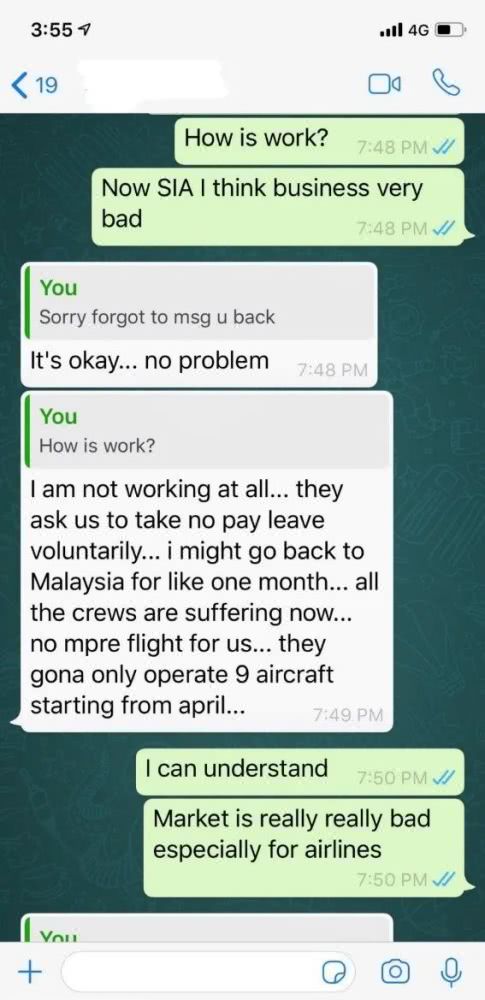 3:55
4G
19
How is work?
7:48 PM
Now SIA I think business very
bad
7:48 PM
You
Sorry forgot to msg u back
It's okay... no problem
7:48 PM
You
How is work?
I am not working at all... they
ask us to take no pay leave
voluntarily... i might go back to
Malaysia for like one month... all
the crews are suffering now...
no mpre flight for us... they
gona only operate 9 aircraft
starting from april...
7:49 PM
I can understand
7:50 PM
Market is really really bad
especially for airlines
7:50 PM
You